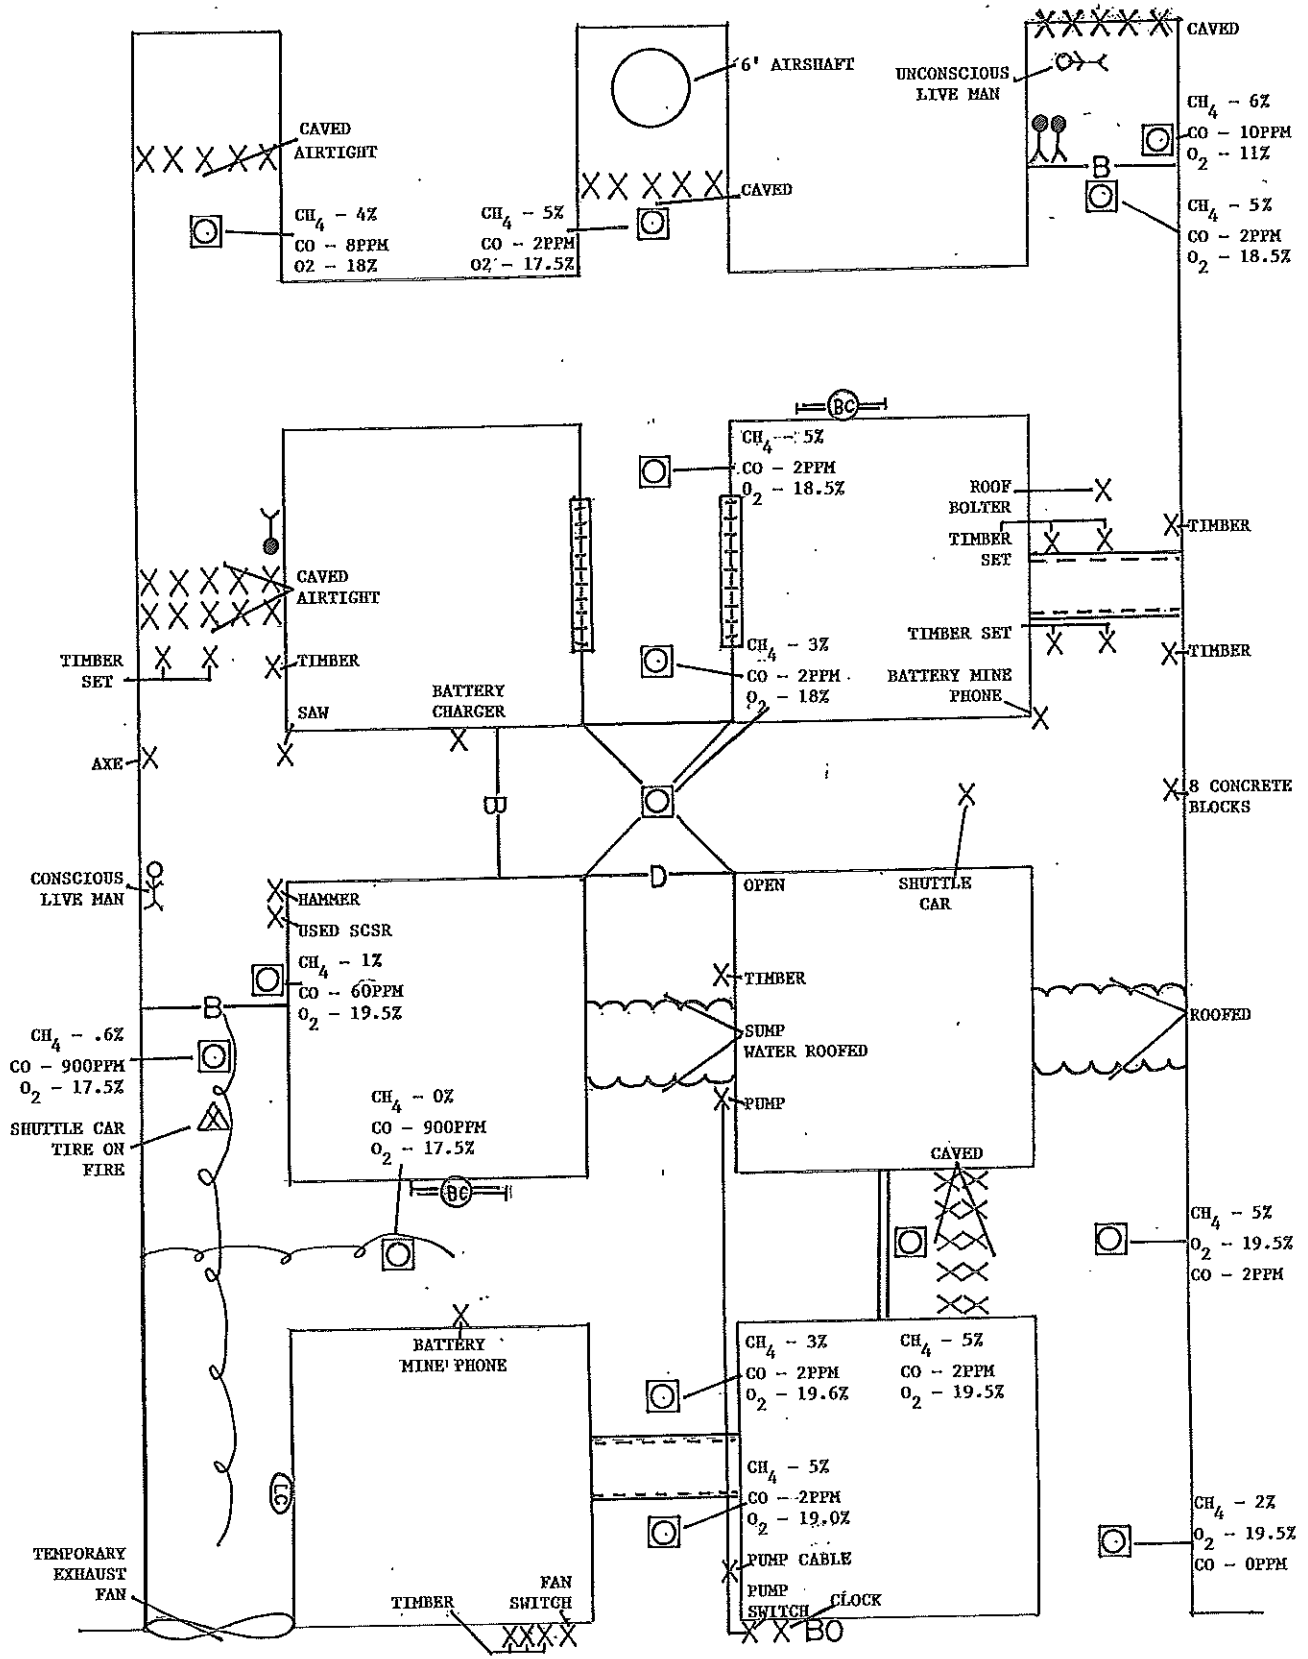 CAVED
6' AIRSHAFT
UNCONSCIOUS
LIVE MAN
CH4 - 6%
CO - 10PPM
O2 - 11%
CAVED
AIRTIGHT
B
CAVED
CH4 - 4%
CO - 8PPM
O2 - 18%
CH4 - 5%
CO - 2PPM
O2 - 17.5%
CH4 - 5%
CO - 2PPM
O2 - 18.5%
BC
CH4 - 5%
CO - 2PPM
O2 - 18.5%
ROOF
BOLTER
TIMBER
SET
TIMBER
CAVED
AIRTIGHT
TIMBER SET
TIMBER
TIMBER
SET
TIMBER
CH4 - 3%
CO - 2PPM
O2 - 18%
BATTERY MINE
PHONE
SAW
BATTERY
CHARGER
AXE
B
8 CONCRETE
BLOCKS
CONSCIOUS
LIVE MAN
D
OPEN
SHUTTLE
CAR
HAMMER
USED SCSR
CH4 - 1%
CO - 60PPM
O2 - 19.5%
TIMBER
B
SUMP
WATER ROOFED
ROOFED
CH4 - .6%
CO - 900PPM
O2 - 17.5%
PUMP
SHUTTLE CAR
TIRE ON
FIRE
CH4 - 0%
CO - 900PPM
O2 - 17.5%
CAVED
BC
CH4 - 5%
O2 - 19.5%
CO - 2PPM
BATTERY
MINE PHONE
CH4 - 3%
CO - 2PPM
O2 - 19.6%
CH4 - 5%
CO - 2PPM
O2 - 19.5%
LC
CH4 - 5%
CO - 2PPM
O2 - 19.0%
CH4 - 2%
O2 - 19.5%
CO - 0PPM
TEMPORARY
EXHAUST
FAN
PUMP CABLE
FAN
SWITCH
TIMBER
PUMP
SWITCH
CLOCK
BO